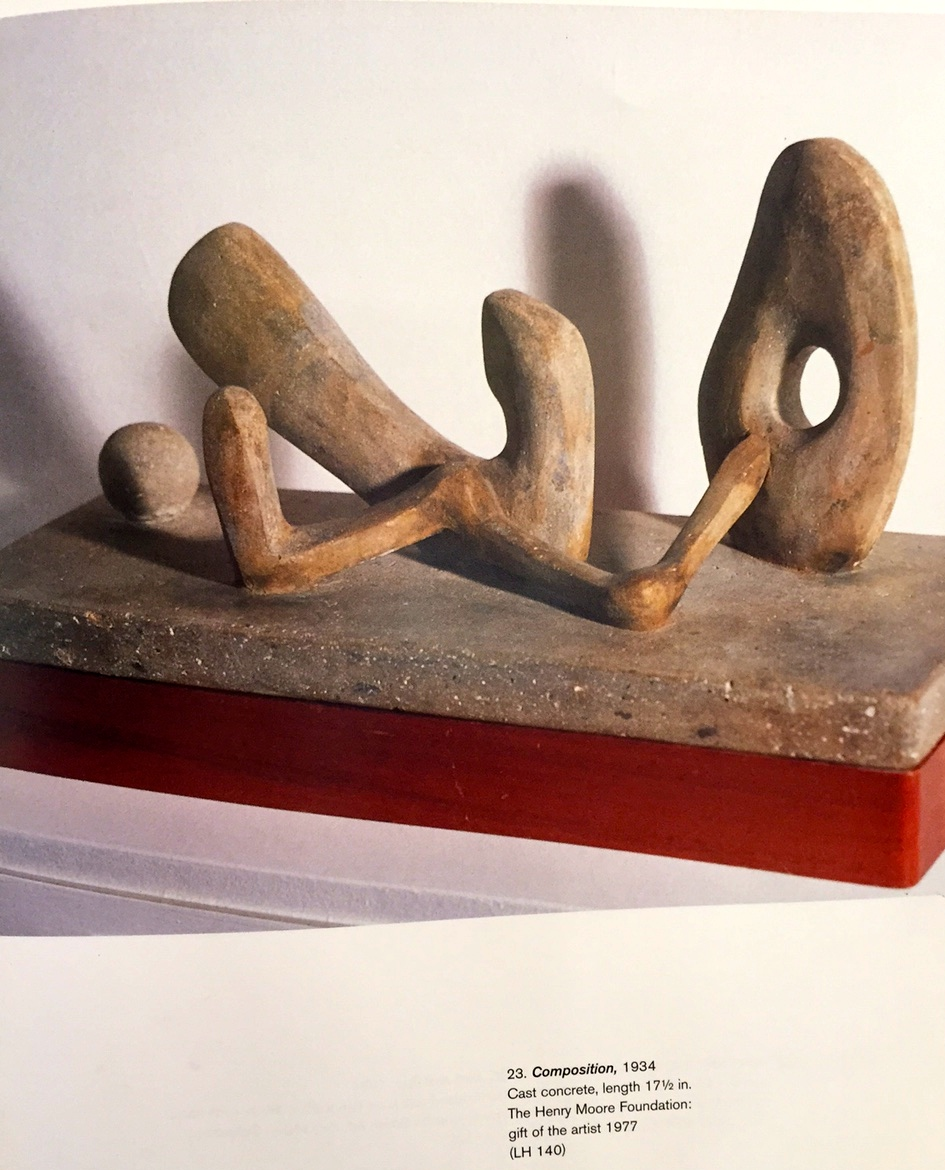 23. Composition, 1934
Cast concrete, length 17½ in.
The Henry Moore Foundation:
gift of the artist 1977
(LH 140)